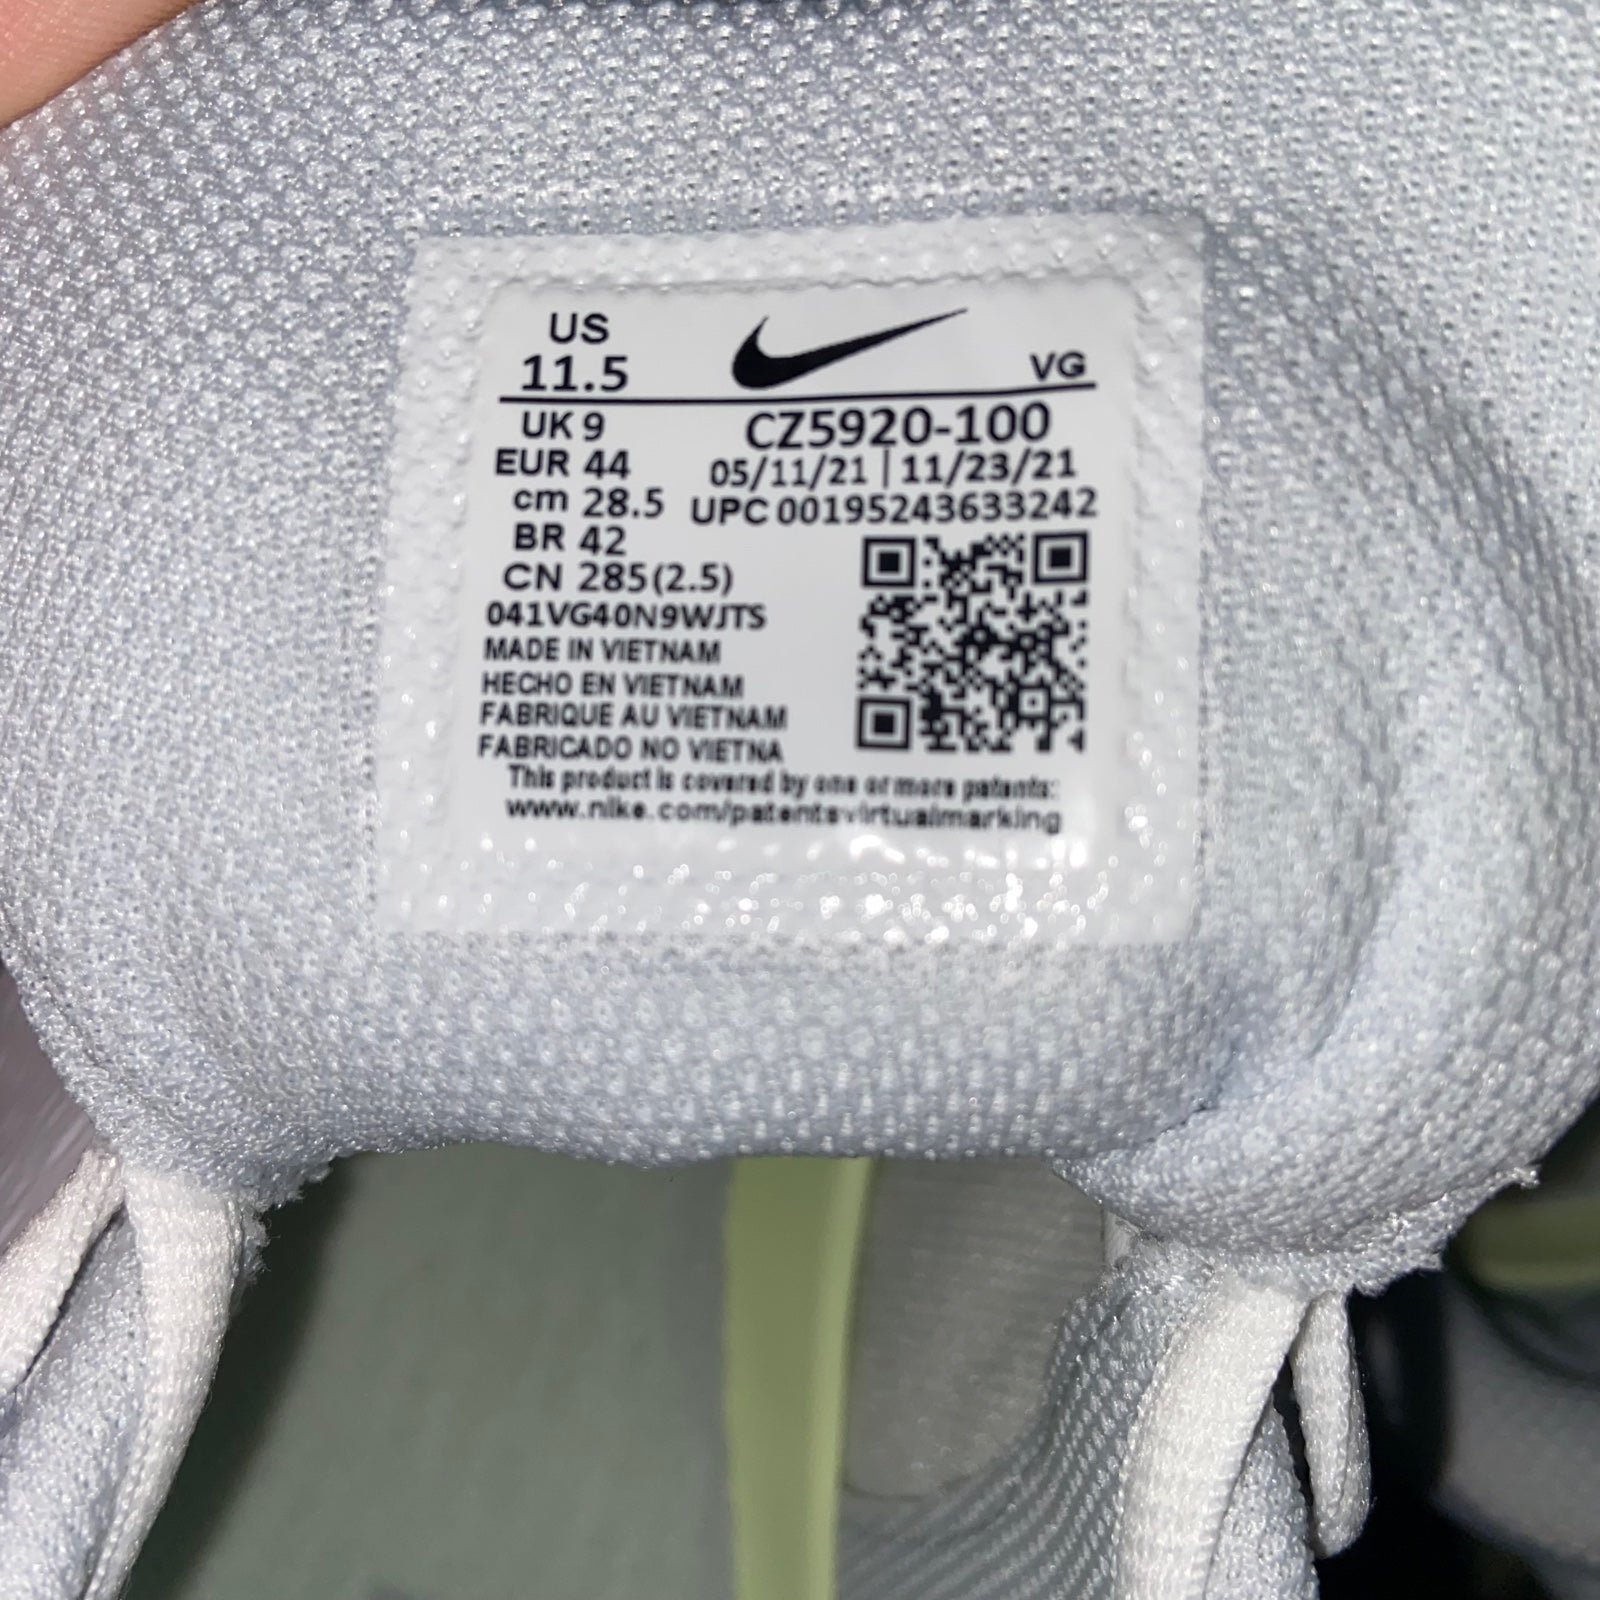 US
11.5
VG
UK 9
CZ5920-100
EUR 44
05/11/21 | 11/23/21
cm 28.5
UPC 00195243633242
BR 42
CN 285(2.5)
041VG40N9WJTS
MADE IN VIETNAM
HECHO EN VIETNAM
FABRIQUE AU VIETNAM
FABRICADO NO VIETNA
This product is covered by one or more patents:
www.nike.com/patentsvirtualmarking